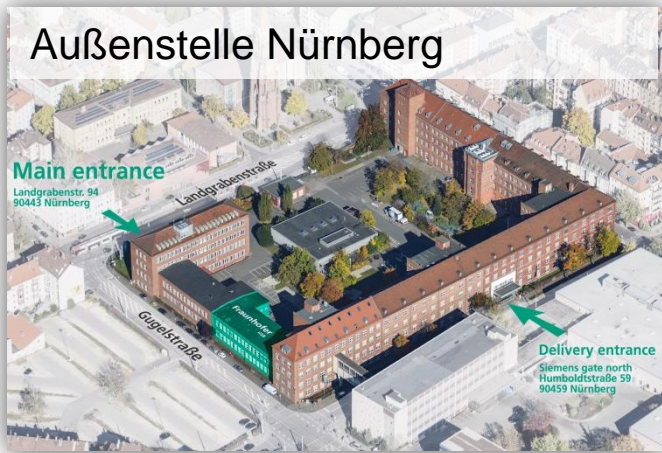 Außenstelle Nürnberg
Main entrance
Landgrabenstr. 94
90443 Nürnberg
Landgrabenstraße
Fraunhofer
Gugelstraße
Delivery entrance
Siemens gate north
Humboldtstraße 59
90459 Nürnberg